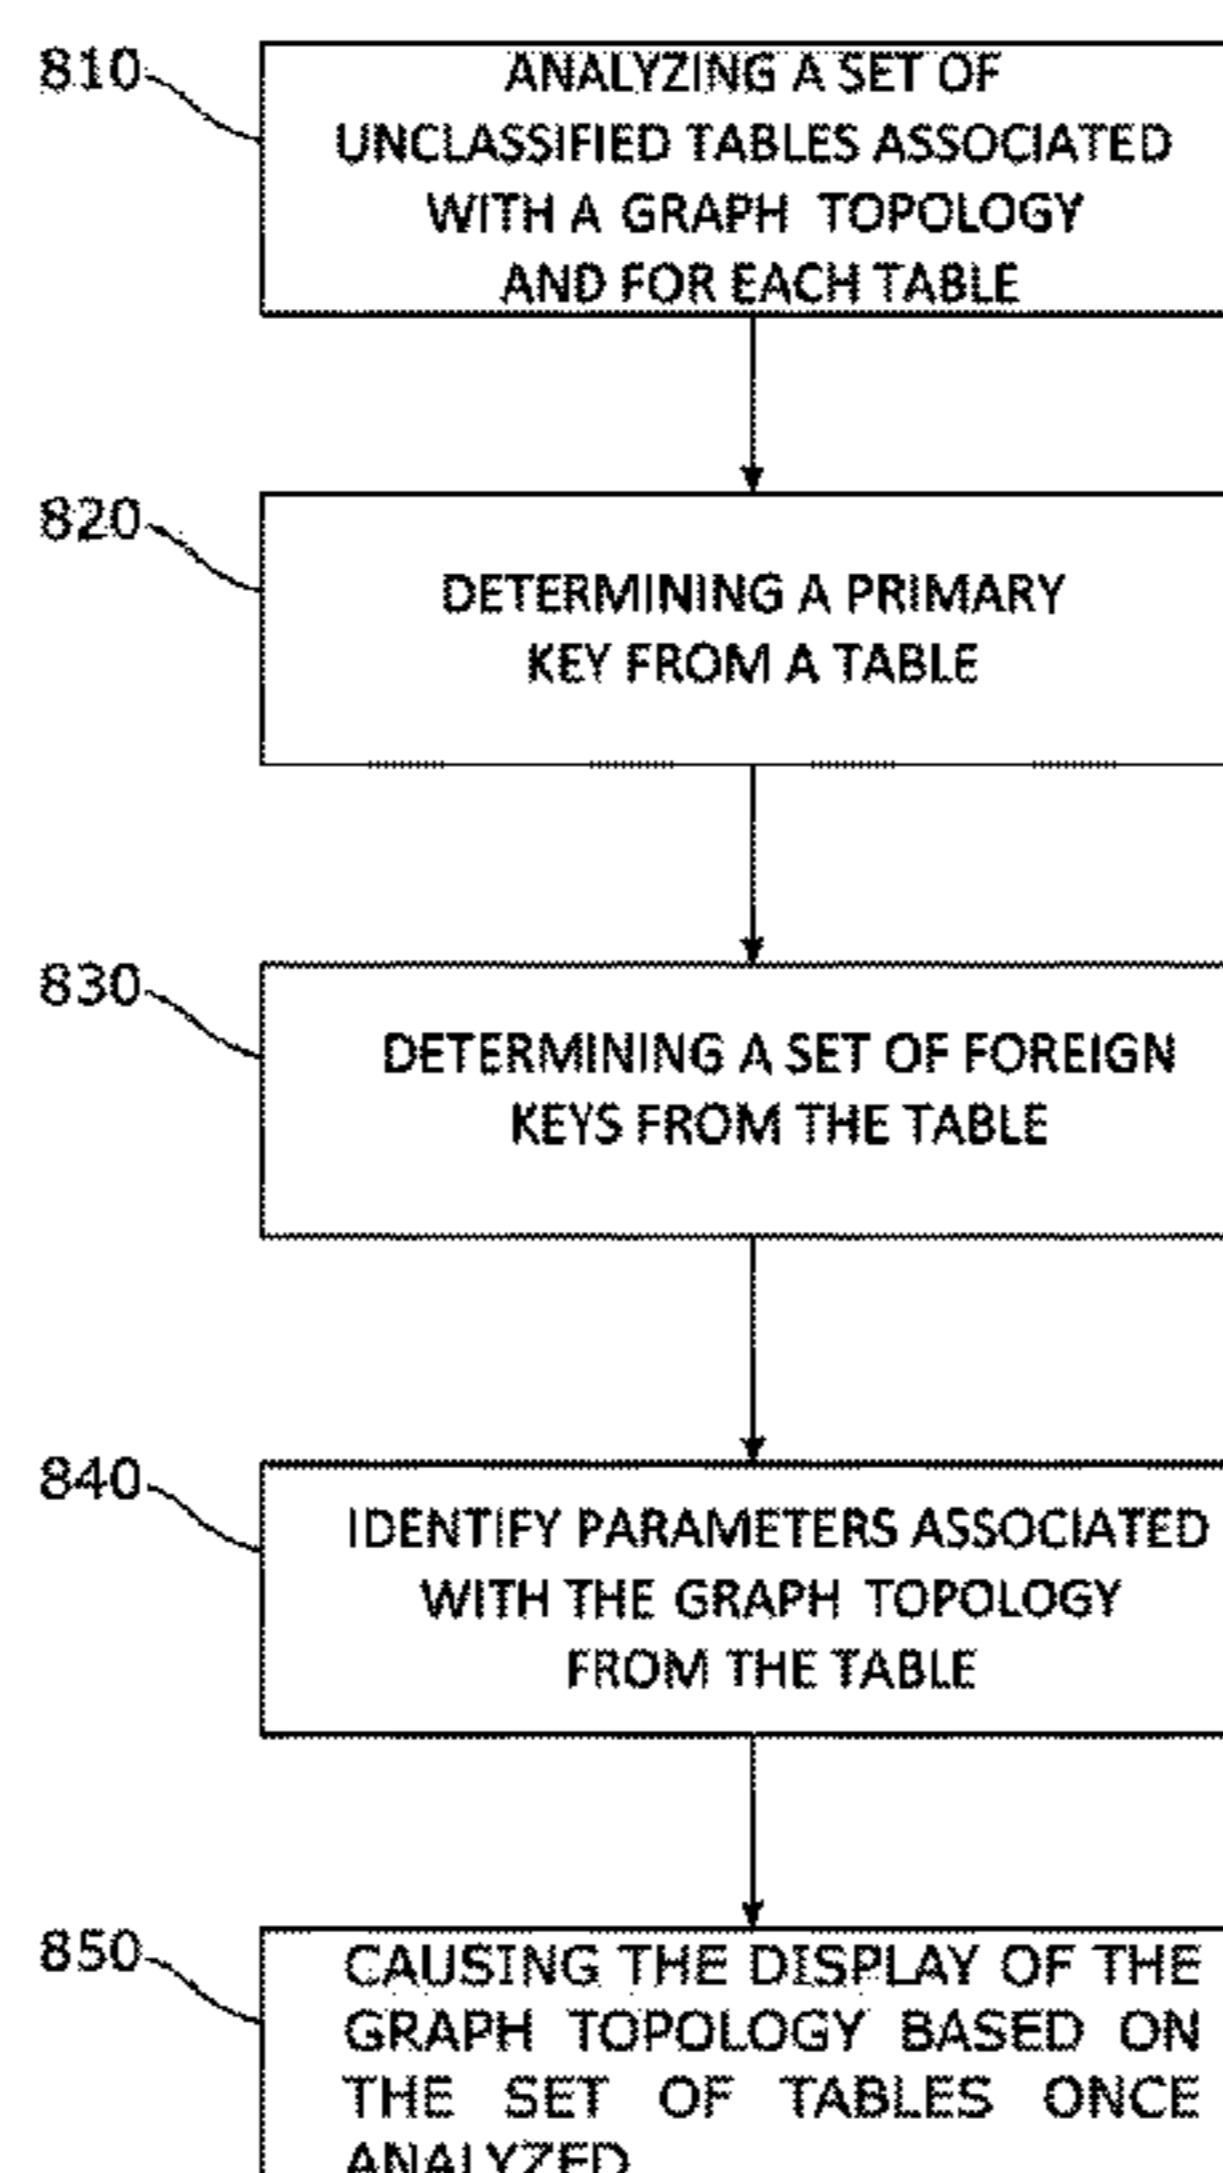 810
ANALYZING A SET OF
UNCLASSIFIED TABLES ASSOCIATED
WITH A GRAPH TOPOLOGY
AND FOR EACH TABLE
820
DETERMINING A PRIMARY
KEY FROM A TABLE
830
DETERMINING A SET OF FOREIGN
KEYS FROM THE TABLE
840
IDENTIFY PARAMETERS ASSOCIATED
WITH THE GRAPH TOPOLOGY
FROM THE TABLE
850
CAUSING THE DISPLAY OF THE
GRAPH TOPOLOGY BASED ON
THE SET OF TABLES ONCE
ANALYZED